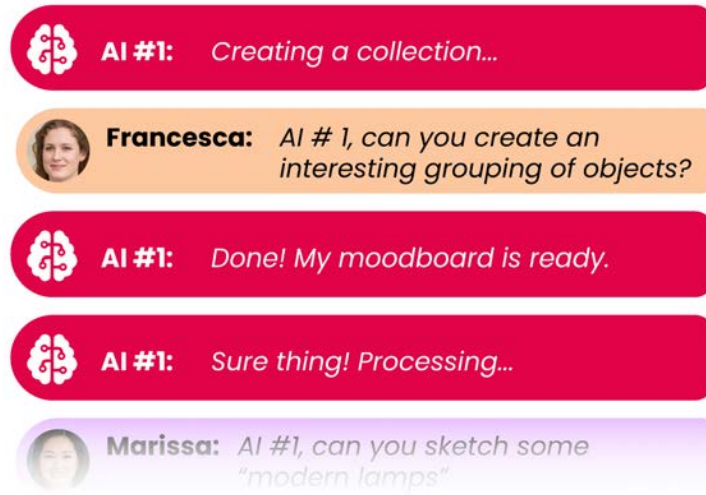 AI #1: Creating a collection...
Francesca: AI # 1, can you create an
interesting grouping of objects?
AI #1: Done! My moodboard is ready.
AI #1: Sure thing! Processing...
Marissa: AI #1, can you sketch some
“modern lamps”